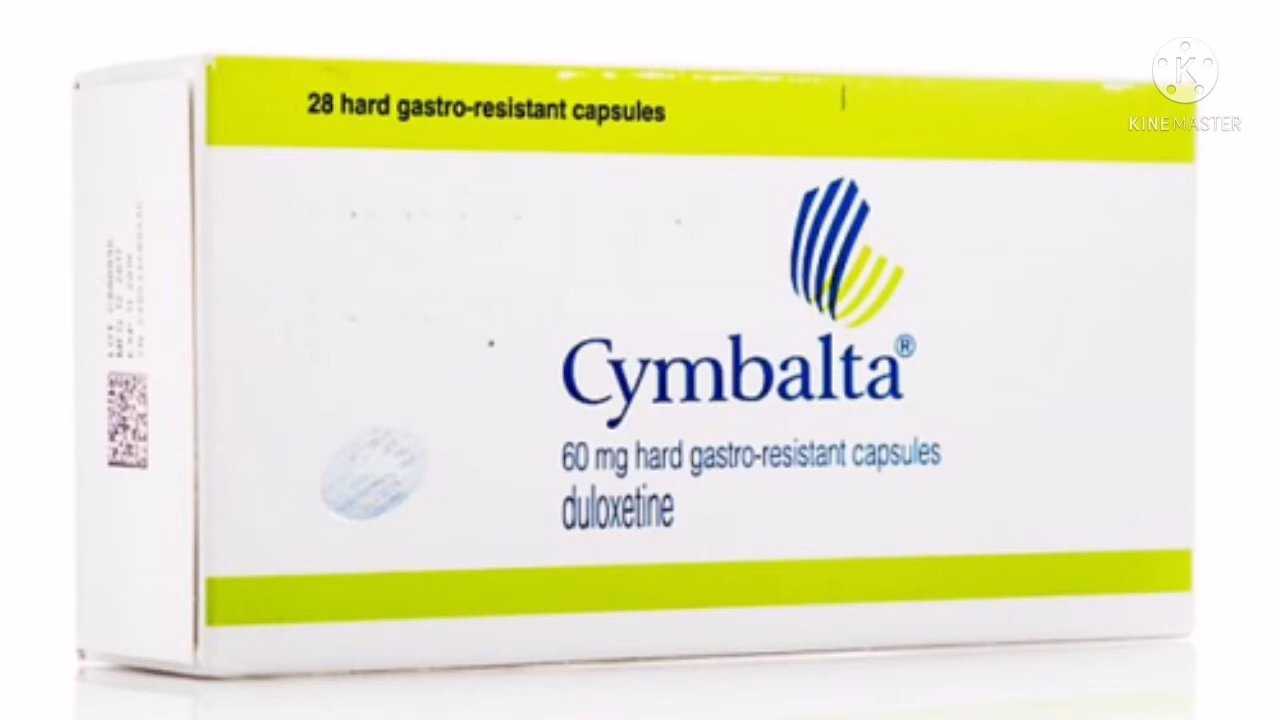 28 hard gastro-resistant capsules
Cymbalta®
60 mg hard gastro-resistant capsules
duloxetine
KINEMASTER